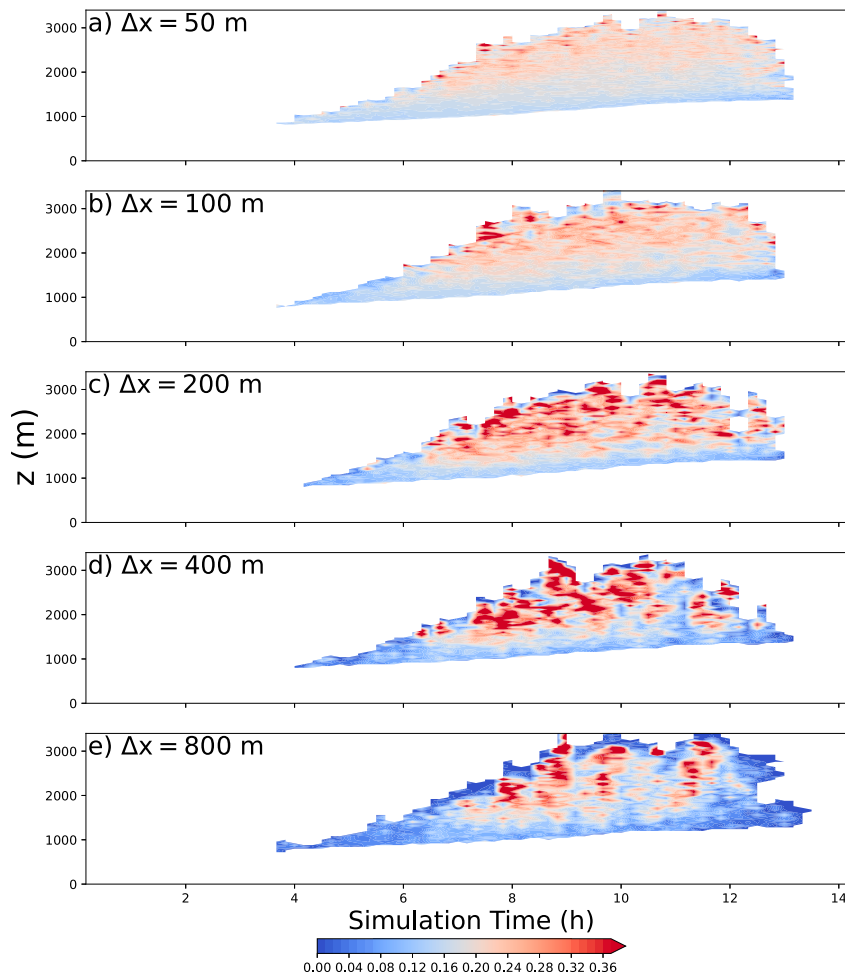 a) Δx = 50 m
3000
2000
1000
0
b) Δx = 100 m
3000
2000
1000
0
c) Δx = 200 m
3000
2000
1000
0
z (m)
d) Δx = 400 m
3000
2000
1000
0
e) Δx = 800 m
3000
2000
1000
0
2 4 6 8 10 12 14
Simulation Time (h)
0.00 0.04 0.08 0.12 0.16 0.20 0.24 0.28 0.32 0.36